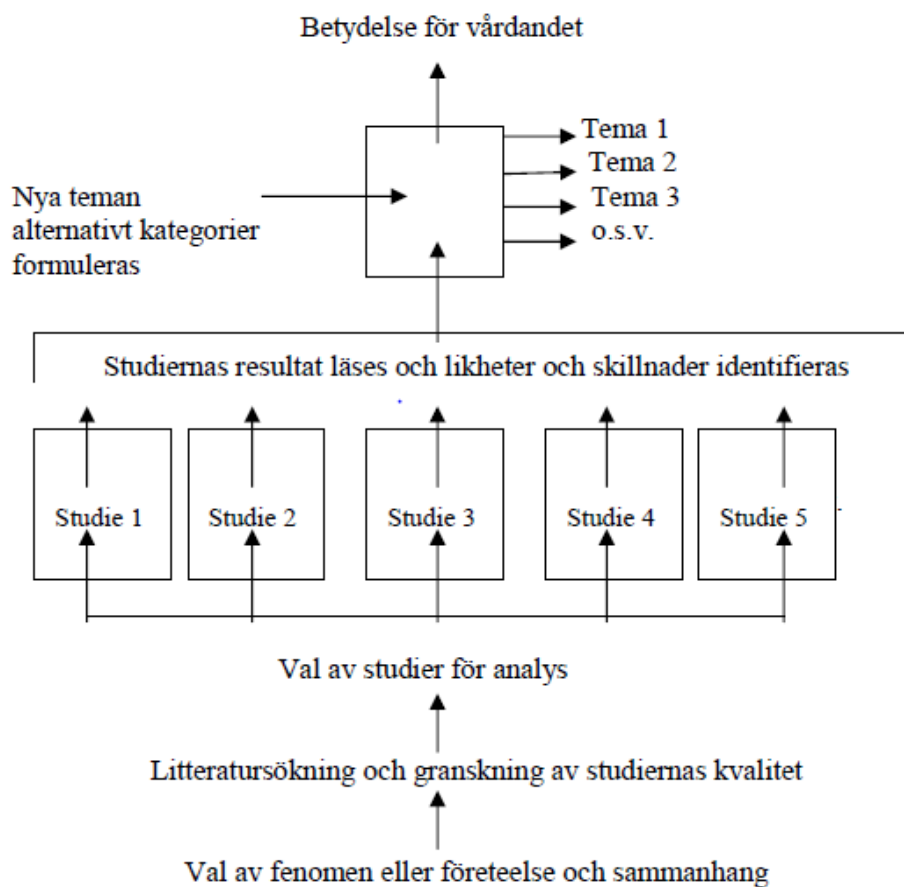 Betydelse för vårdandet
Tema 1
Tema 2
Tema 3
o.s.v.
Nya teman
alternativt kategorier
formuleras
Studiernas resultat läses och likheter och skillnader identifieras
Studie 1
Studie 2
Studie 3
Studie 4
Studie 5
Val av studier för analys
Litteratursökning och granskning av studiernas kvalitet
Val av fenomen eller företeelse och sammanhang